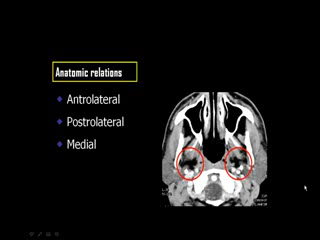 Anatomic relations
Antrolateral
Postrolateral
Medial